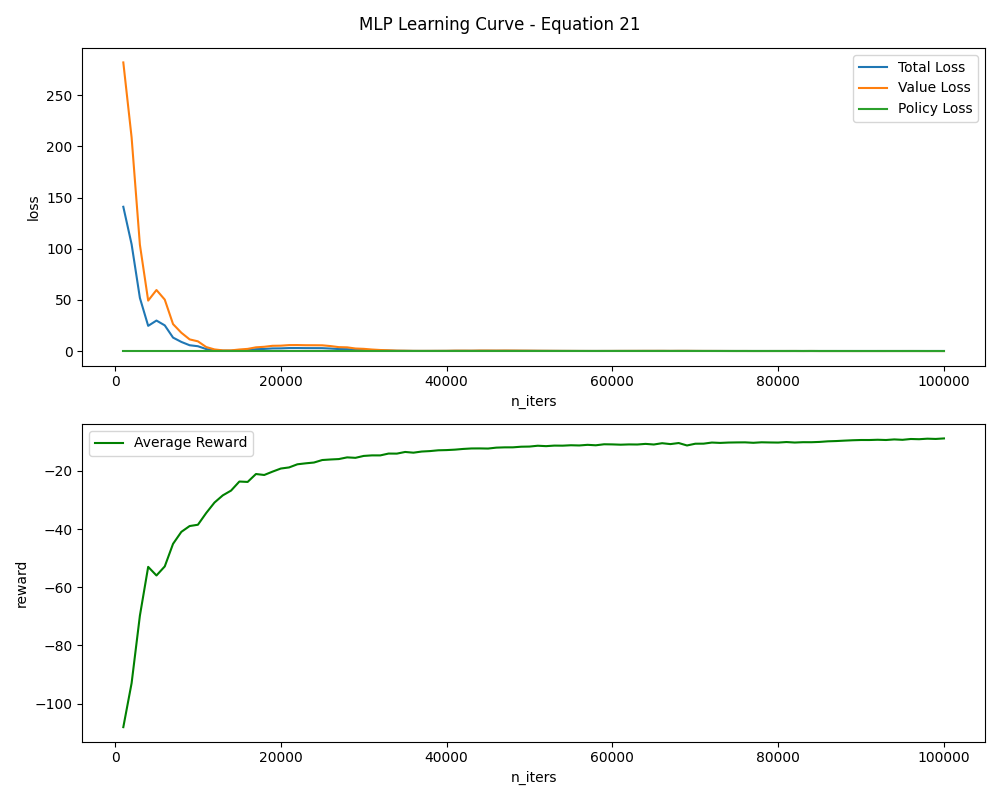 MLP Learning Curve - Equation 21
Total Loss
Value Loss
Policy Loss
loss
250
200
150
100
50
0
0 20000 40000 60000 80000 100000
n_iters
Average Reward
reward
−20
−40
−60
−80
−100
0 20000 40000 60000 80000 100000
n_iters